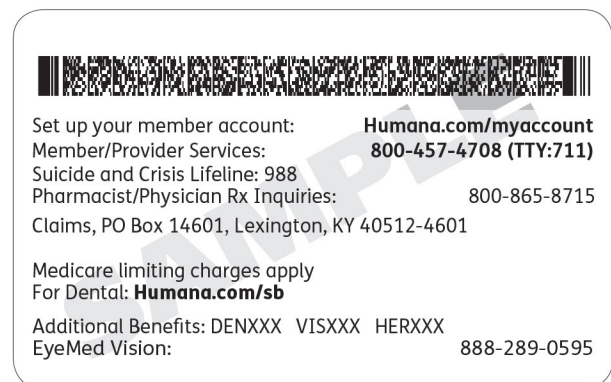 Set up your member account: Humana.com/myaccount
Member/Provider Services: 800-457-4708 (TTY:711)
Suicide and Crisis Lifeline: 988
Pharmacist/Physician Rx Inquiries: 800-865-8715
Claims, PO Box 14601, Lexington, KY 40512-4601
Medicare limiting charges apply
For Dental: Humana.com/sb
Additional Benefits: DENXXX VISXXX HERXXX
EyeMed Vision: 888-289-0595
SAMPLE